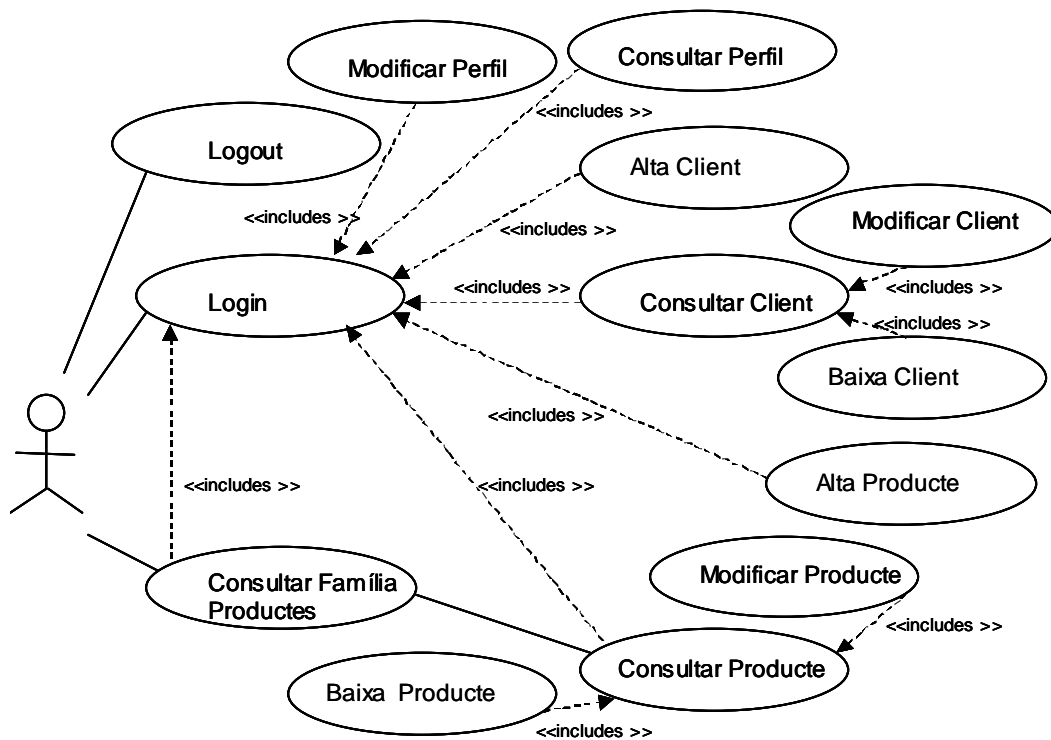 Consultar Perfil
Modificar Perfil
<<includes >>
Logout
Alta Client
<<includes >>
Modificar Client
<<includes >>
<<includes >>
<<includes >>
Login
Consultar Client
<<includes >>
Baixa Client
<<includes >>
Alta Producte
<<includes >>
<<includes >>
Modificar Producte
Consultar Família
Productes
<<includes >>
Consultar Producte
Baixa Producte
<<includes >>